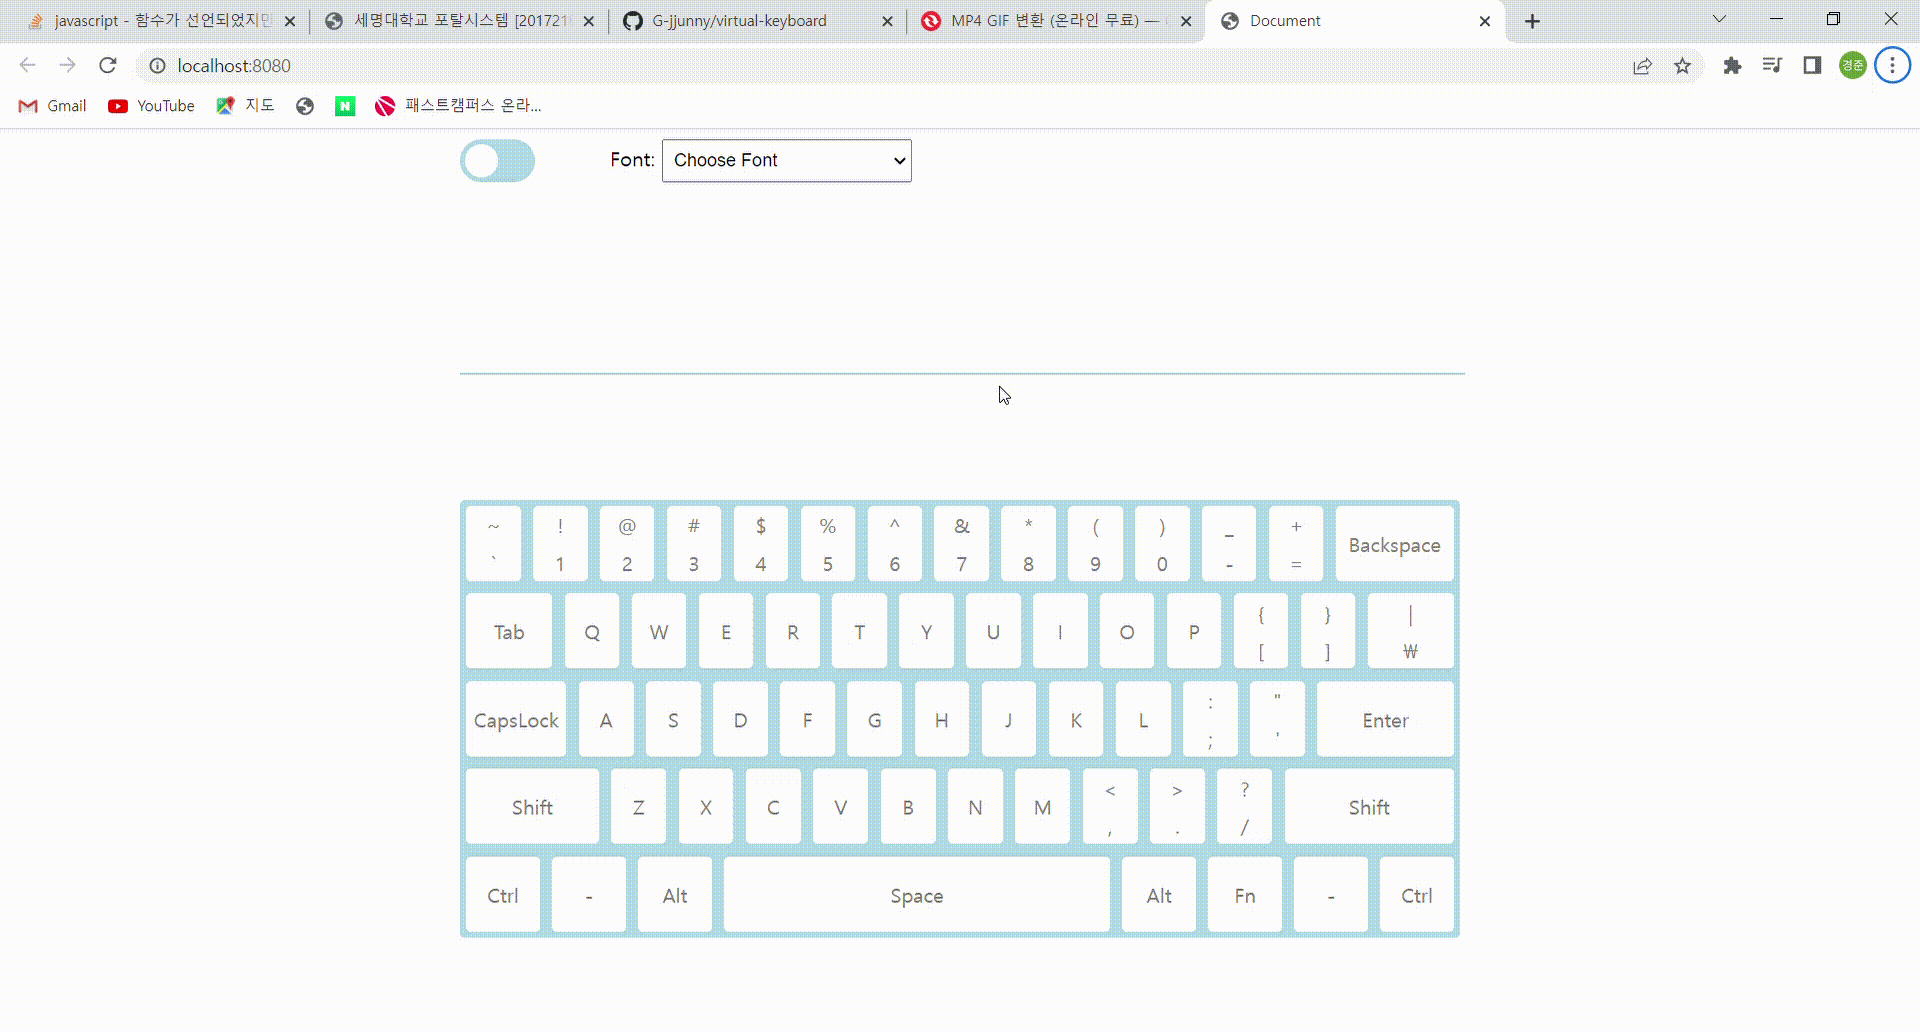 javascript - 함수가 선언되었지만
세명대학교 포탈시스템 [201721
G-jjunny/virtual-keyboard
MP4 GIF 변환 (온라인 무료) —
Document
localhost:8080
경준
Gmail
YouTube
지도
N
패스트캠퍼스 온라...
Font: Choose Font
~ ! @ # $ % ^ & * ( ) _ +
` 1 2 3 4 5 6 7 8 9 0 - = Backspace
{ } |
Tab Q W E R T Y U I O P [ ] ₩
: "
CapsLock A S D F G H J K L ; ' Enter
< > ?
Shift Z X C V B N M , . / Shift
Ctrl - Alt Space Alt Fn - Ctrl